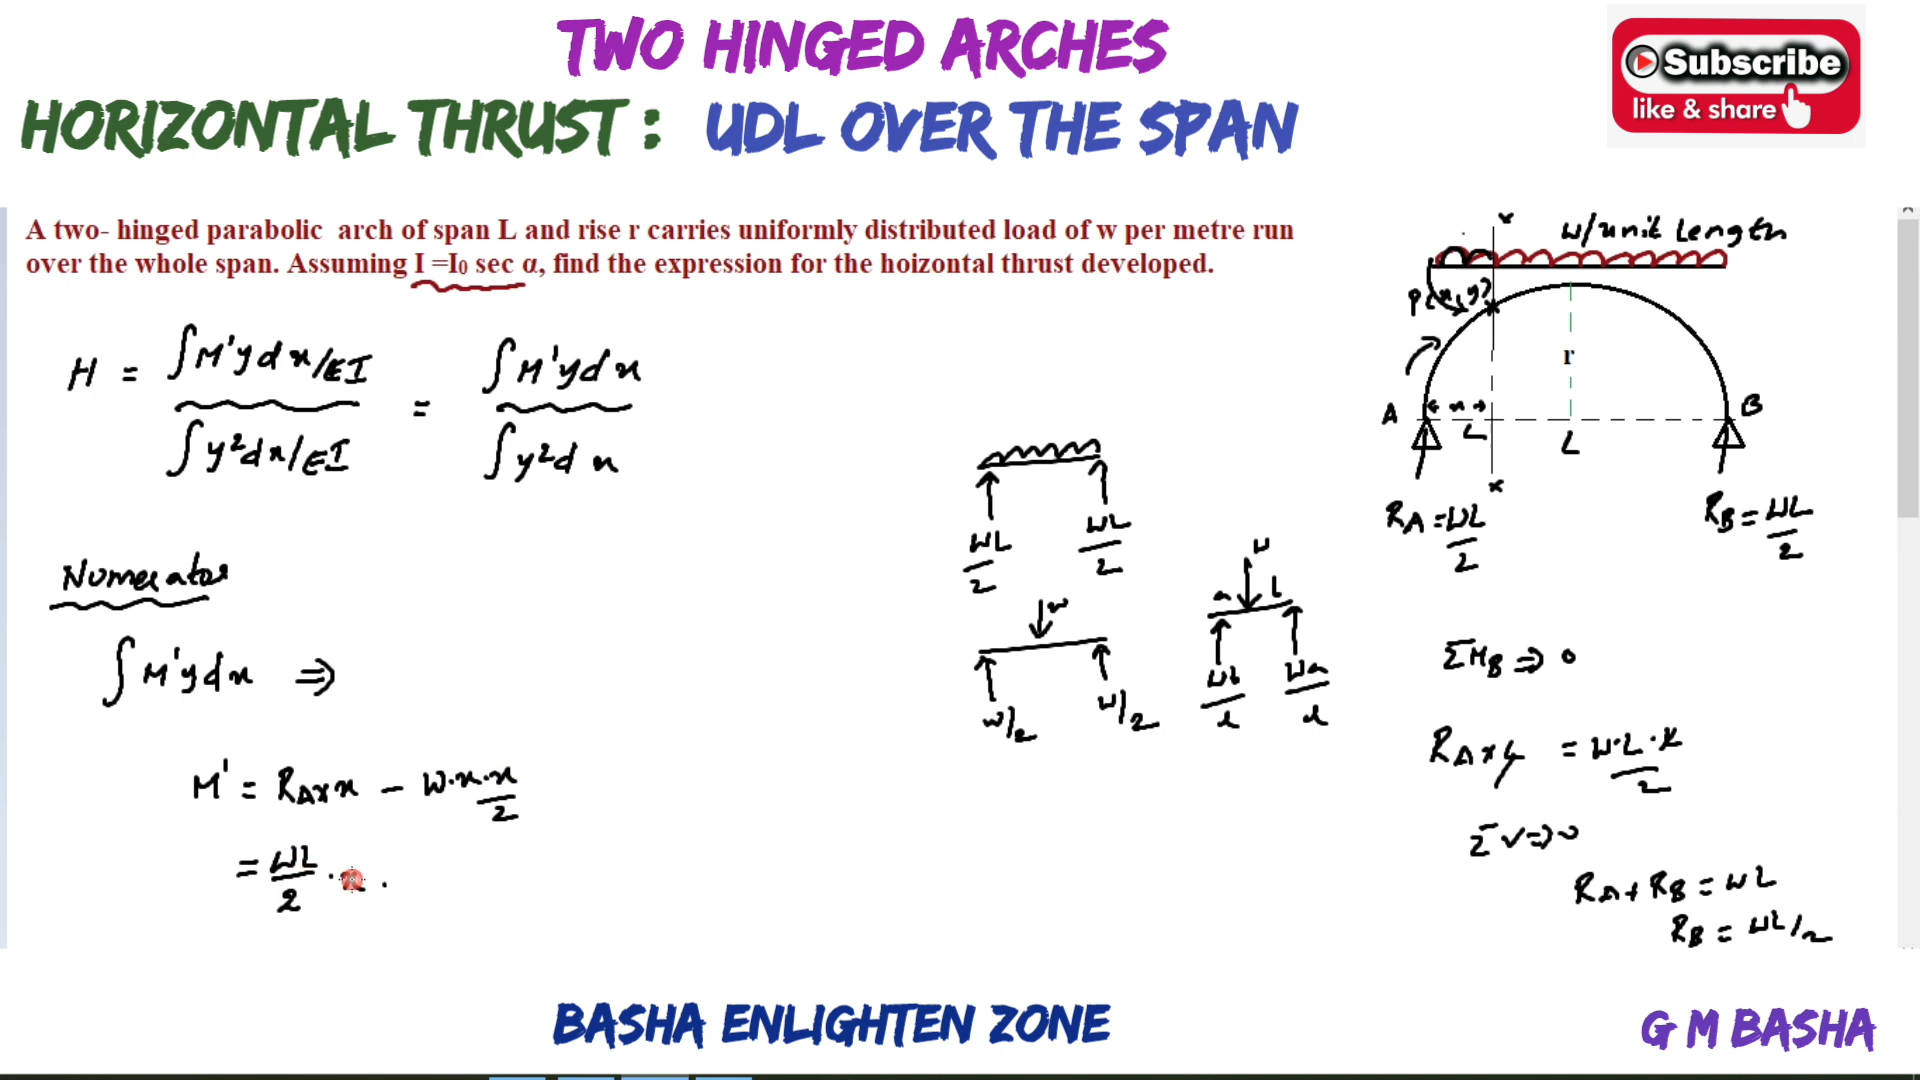 TWO HINGED ARCHES
HORIZONTAL THRUST : UDL OVER THE SPAN
Subscribe
like & share
A two- hinged parabolic arch of span L and rise r carries uniformly distributed load of w per metre run
over the whole span. Assuming I =I₀ sec α, find the expression for the hoizontal thrust developed.
H = ∫M'ydx/EI / ∫y²dx/EI = ∫M'ydx / ∫y²dx
Numerator
∫M'ydx ⇒
M' = RA×x - W·x·x/2
= WL/2 ·
WL/2 WL/2
W
W/2 W/2
W
a b
Wb/l Wa/l
x
W/unit Length
P(x,y)
r
A x B
L L
x
RA = WL/2 RB = WL/2
ΣMB ⇒ 0
RA×L = W·L·L/2
ΣV ⇒ 0
RA + RB = WL
RB = WL/2
BASHA ENLIGHTEN ZONE
G M BASHA